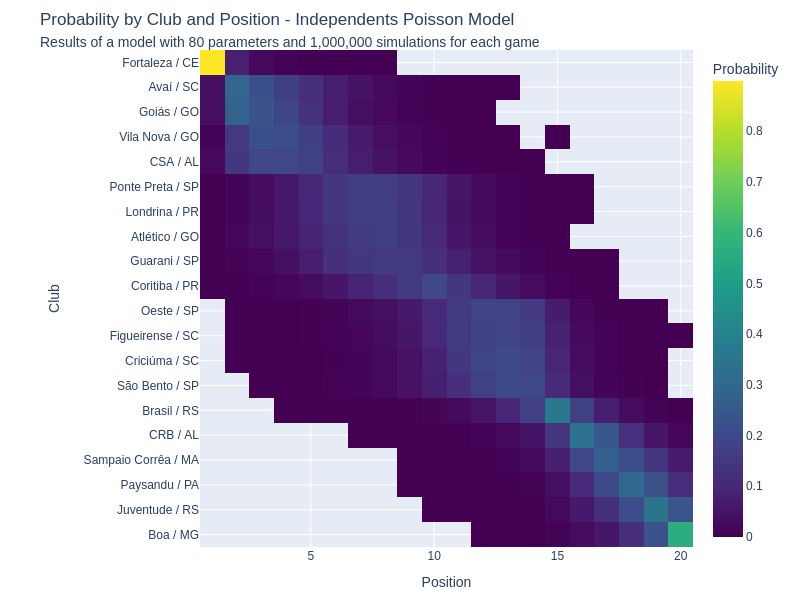 Probability by Club and Position - Independents Poisson Model
Results of a model with 80 parameters and 1,000,000 simulations for each game
Probability
Club
Fortaleza / CE
Avaí / SC
Goiás / GO
Vila Nova / GO
CSA / AL
Ponte Preta / SP
Londrina / PR
Atlético / GO
Guarani / SP
Coritiba / PR
Oeste / SP
Figueirense / SC
Criciúma / SC
São Bento / SP
Brasil / RS
CRB / AL
Sampaio Corrêa / MA
Paysandu / PA
Juventude / RS
Boa / MG
0.8
0.7
0.6
0.5
0.4
0.3
0.2
0.1
0
5 10 15 20
Position